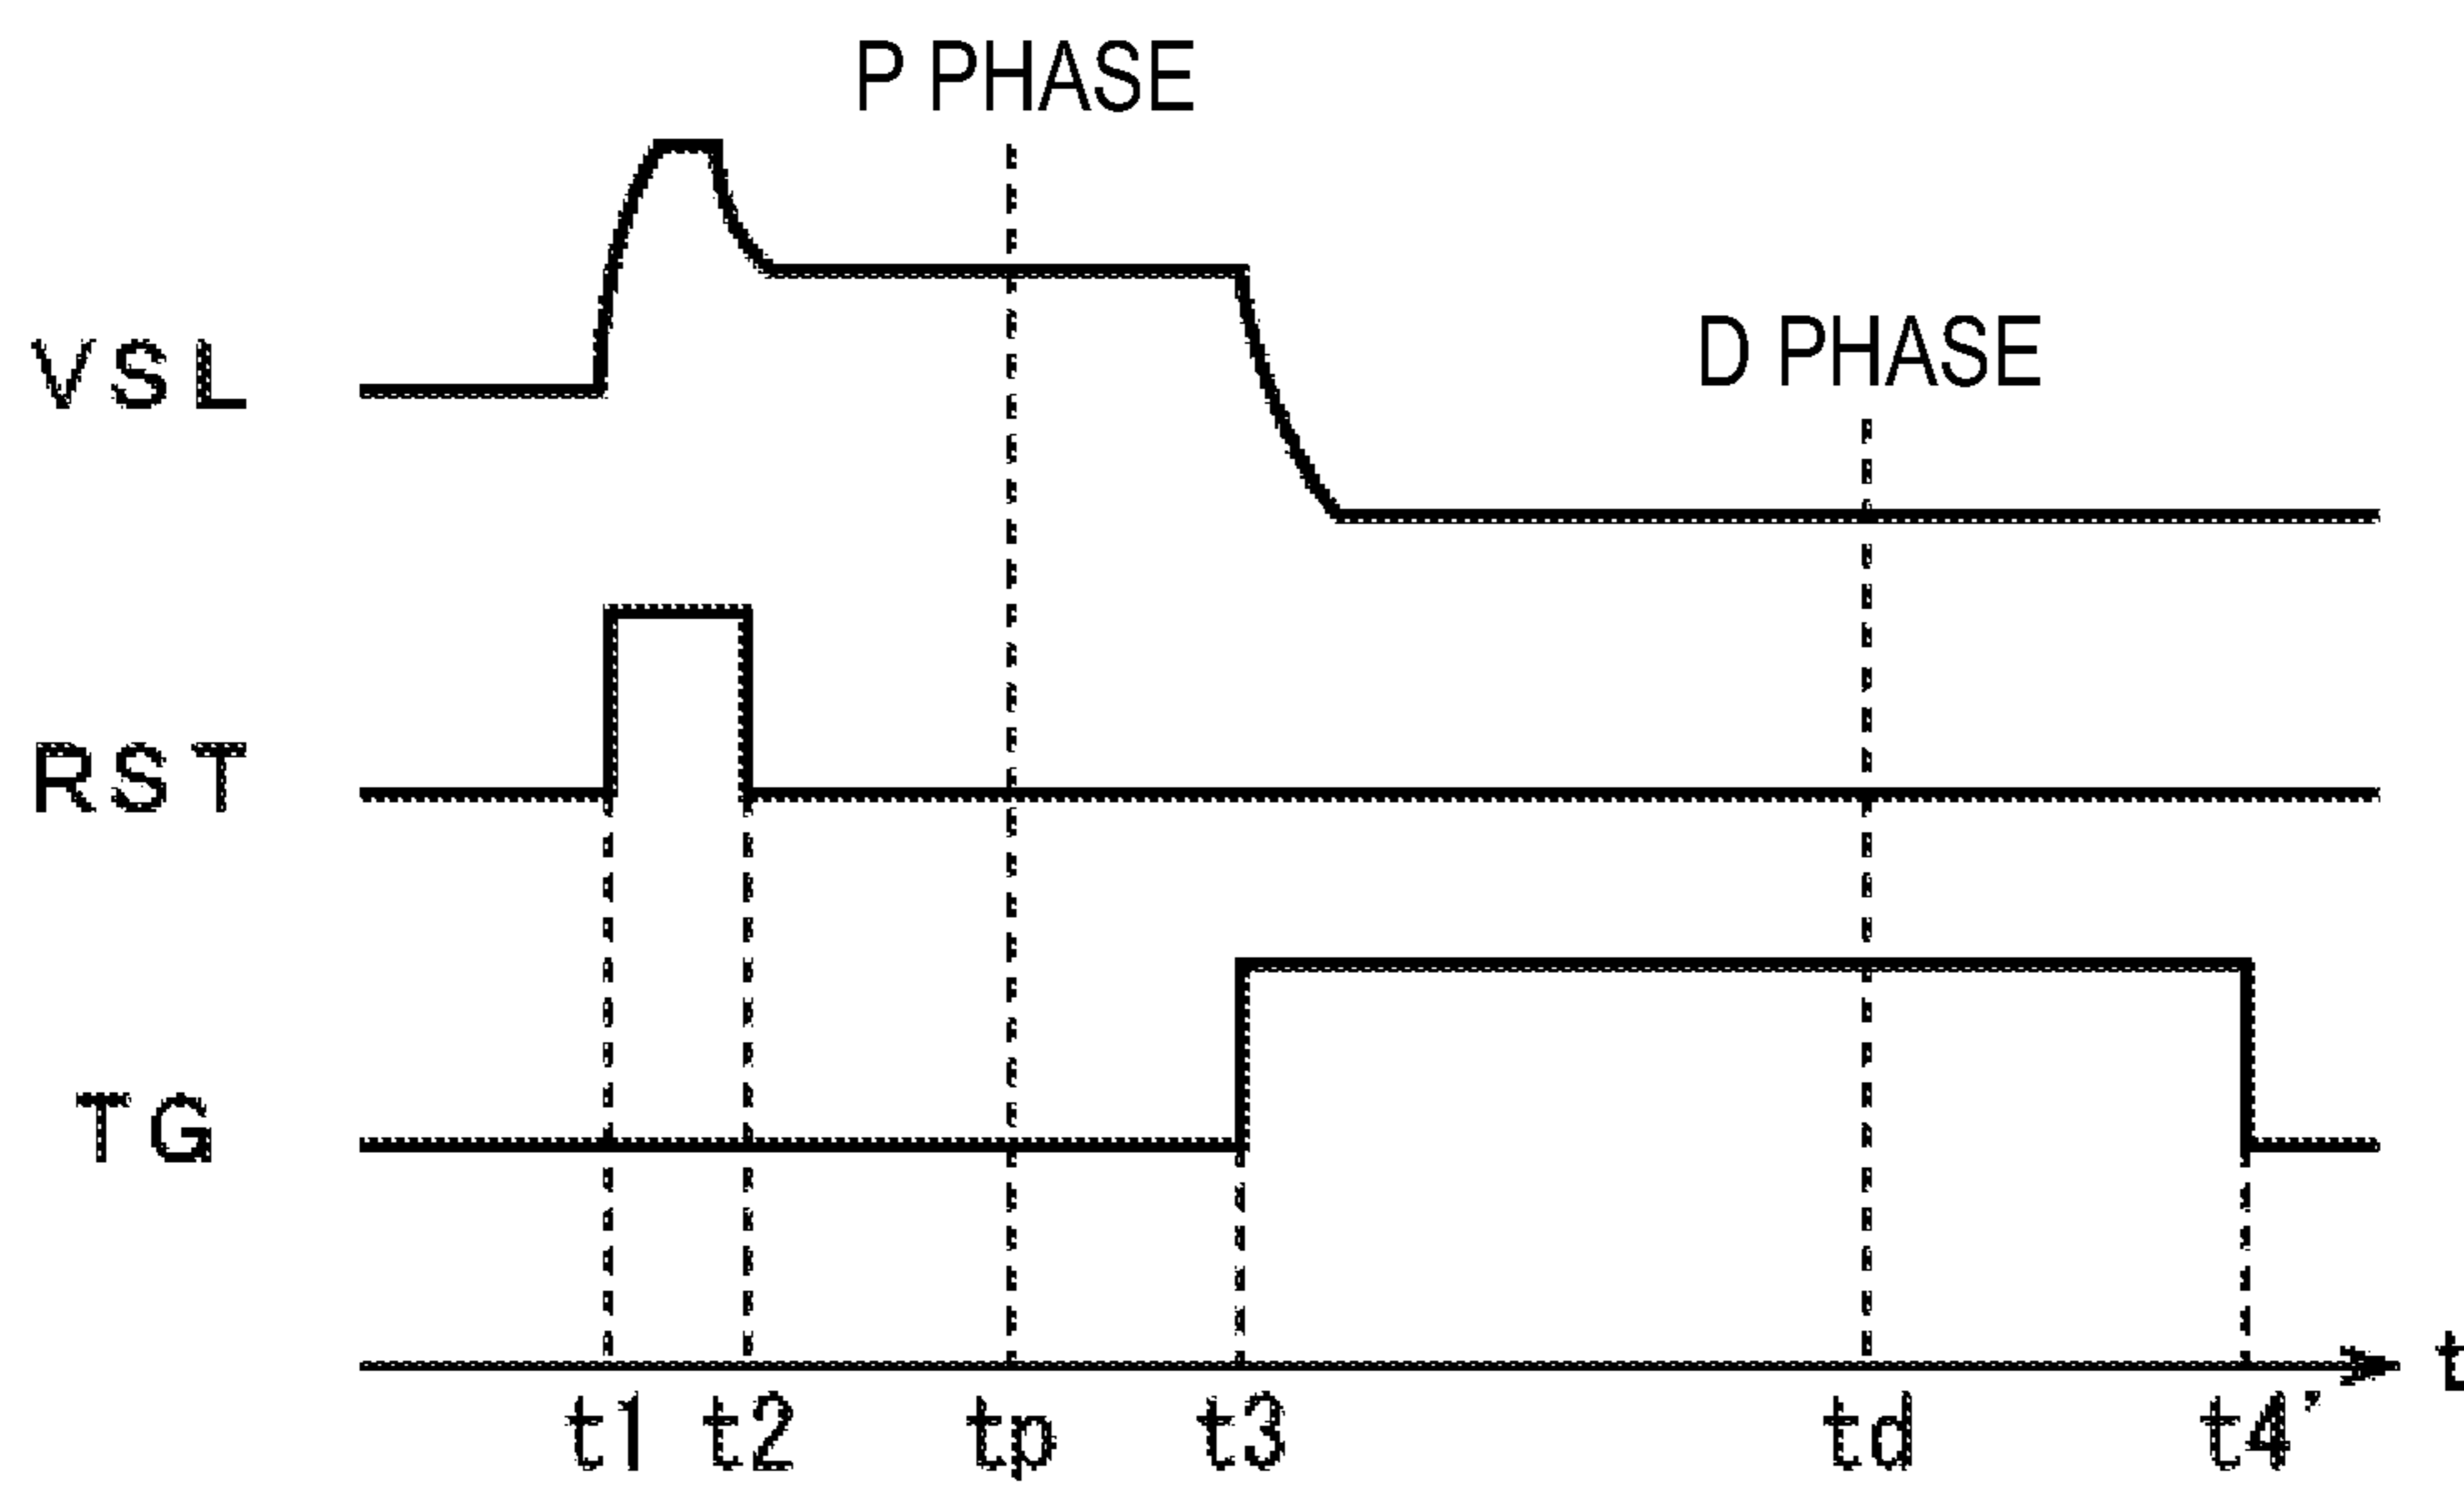 P PHASE
D PHASE
VSL
RST
TG
t
t1 t2 tp t3 td t4'